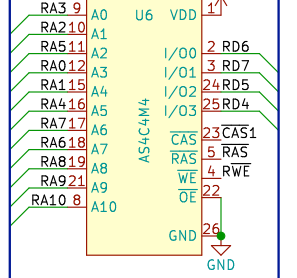 RA3 9 A0 U6 VDD 1
RA2 10 A1
RA5 11 A2 I/O0 2 RD6
RA0 12 A3 I/O1 3 RD7
RA1 15 A4 I/O2 24 RD5
RA4 16 A5 I/O3 25 RD4
RA7 17 A6 AS4C4M4 CAS 23 CAS1
RA6 18 A7 RAS 5 RAS
RA8 19 A8 WE 4 RWE
RA9 21 A9 OE 22
RA10 8 A10
GND 26
GND